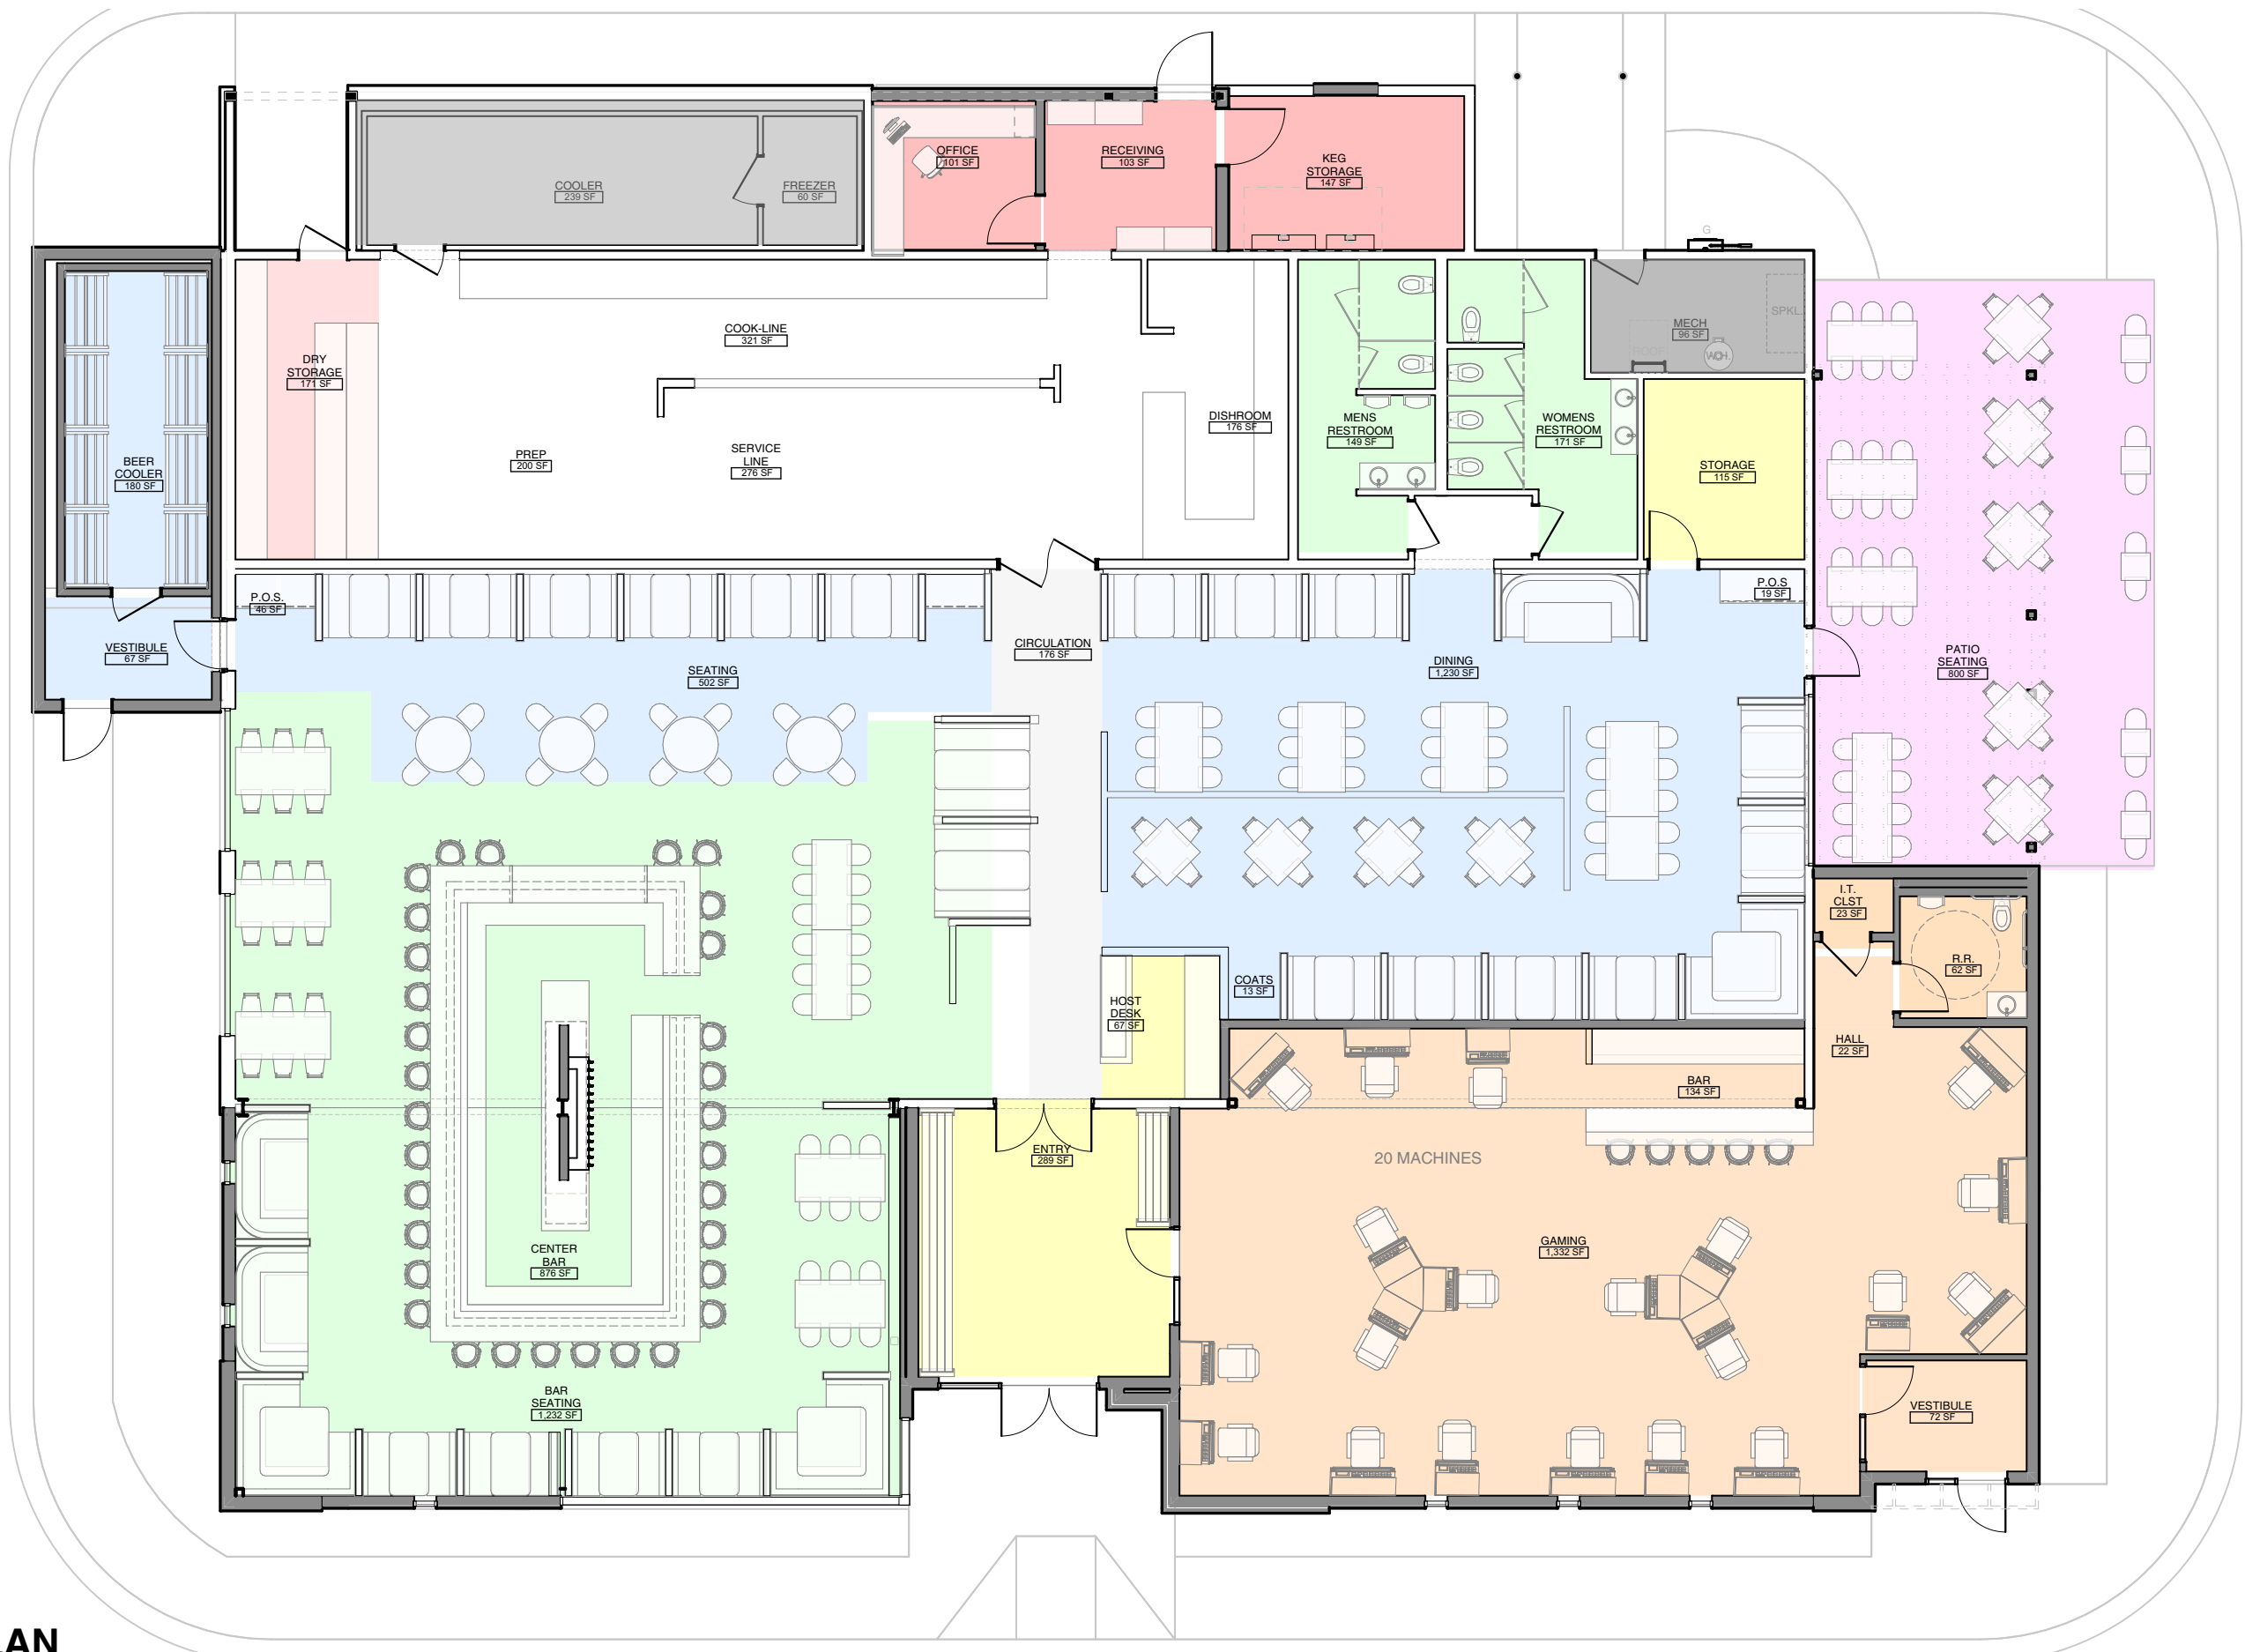 G
OFFICE
101 SF
RECEIVING
103 SF
KEG
STORAGE
147 SF
COOLER
239 SF
FREEZER
60 SF
COOK-LINE
321 SF
MECH
96 SF
SPKL
DRY
STORAGE
171 SF
DISHROOM
176 SF
MENS
RESTROOM
149 SF
WOMENS
RESTROOM
171 SF
BEER
COOLER
180 SF
PREP
200 SF
SERVICE
LINE
276 SF
STORAGE
115 SF
P.O.S.
46 SF
P.O.S
19 SF
VESTIBULE
67 SF
CIRCULATION
176 SF
SEATING
502 SF
DINING
1,230 SF
PATIO
SEATING
800 SF
I.T.
CLST
23 SF
R.R.
62 SF
COATS
13 SF
HOST
DESK
67 SF
HALL
22 SF
BAR
134 SF
ENTRY
289 SF
20 MACHINES
GAMING
1,332 SF
CENTER
BAR
876 SF
BAR
SEATING
1,232 SF
VESTIBULE
72 SF